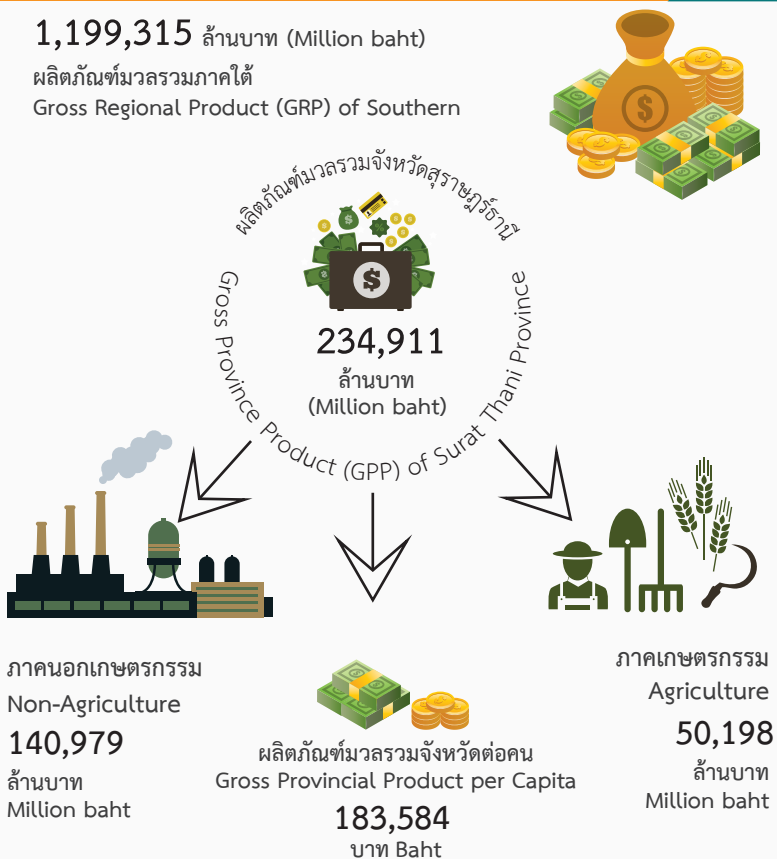 1,199,315 ล้านบาท (Million baht)
ผลิตภัณฑ์มวลรวมภาคใต้
Gross Regional Product (GRP) of Southern
ผลิตภัณฑ์มวลรวมจังหวัดสุราษฎร์ธานี
Gross Province Product (GPP) of Surat Thani Province
234,911
ล้านบาท
(Million baht)
ภาคนอกเกษตรกรรม
Non-Agriculture
140,979
ล้านบาท
Million baht
ผลิตภัณฑ์มวลรวมจังหวัดต่อคน
Gross Provincial Product per Capita
183,584
บาท Baht
ภาคเกษตรกรรม
Agriculture
50,198
ล้านบาท
Million baht